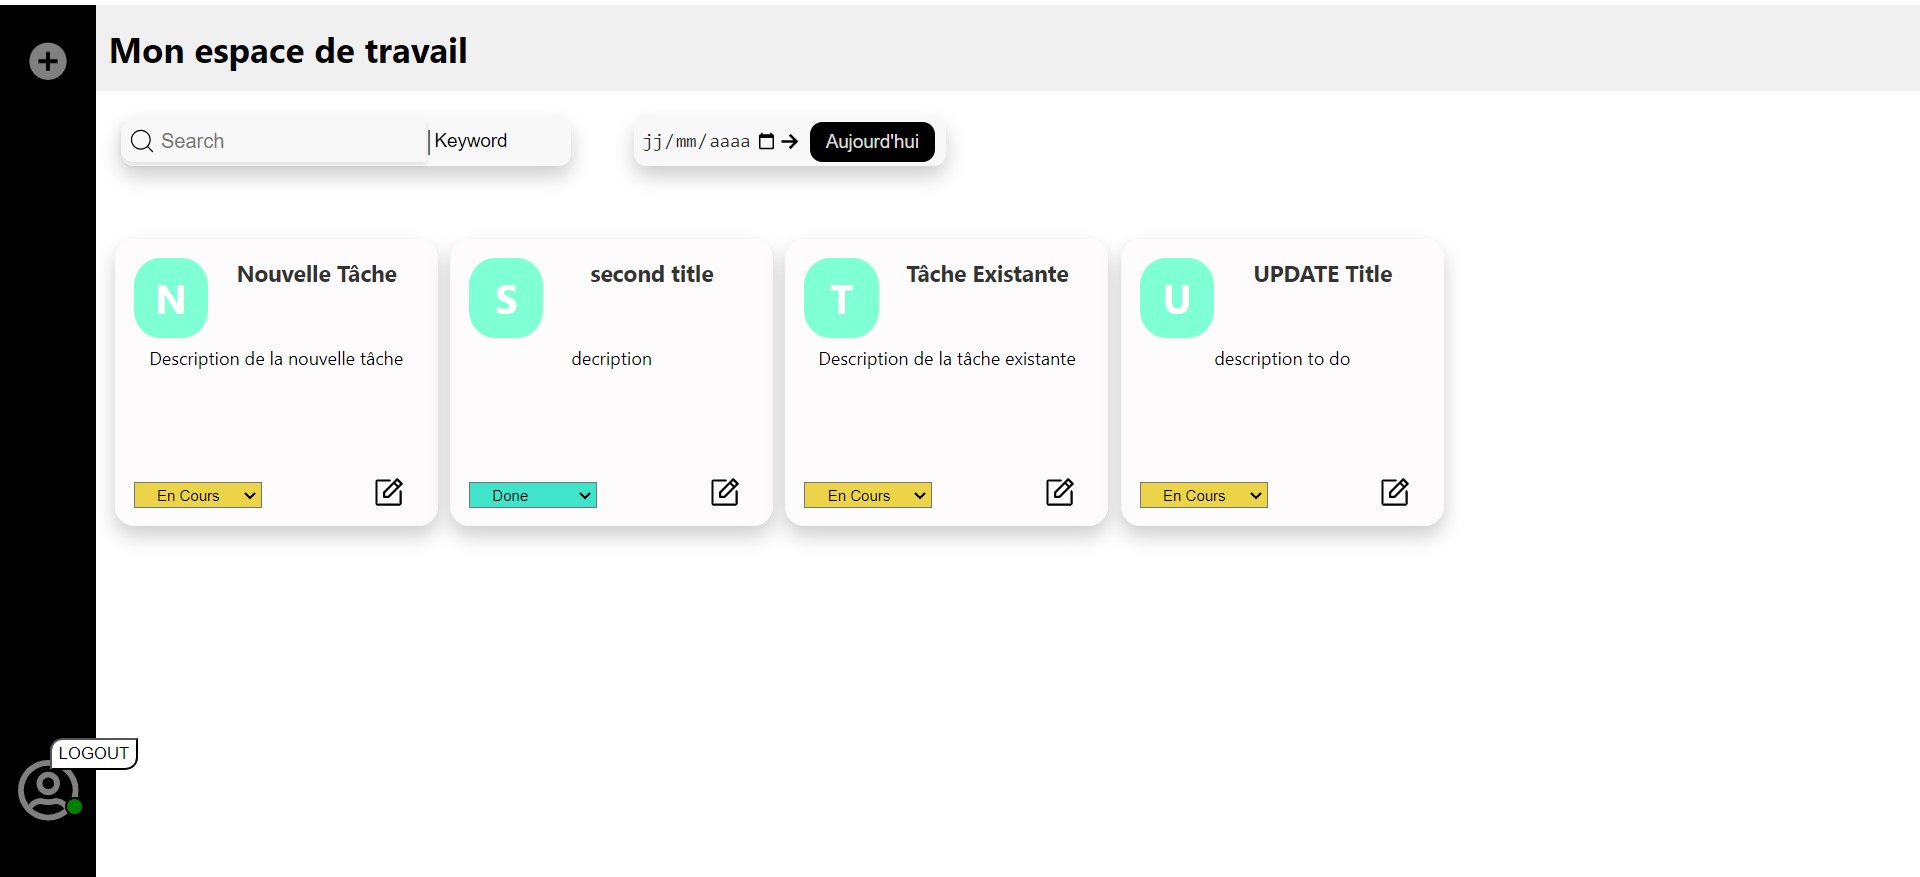 Mon espace de travail
Search
|Keyword
jj/mm/aaaa
Aujourd'hui
N
Nouvelle Tâche
Description de la nouvelle tâche
En Cours
S
second title
decription
Done
T
Tâche Existante
Description de la tâche existante
En Cours
U
UPDATE Title
description to do
En Cours
LOGOUT